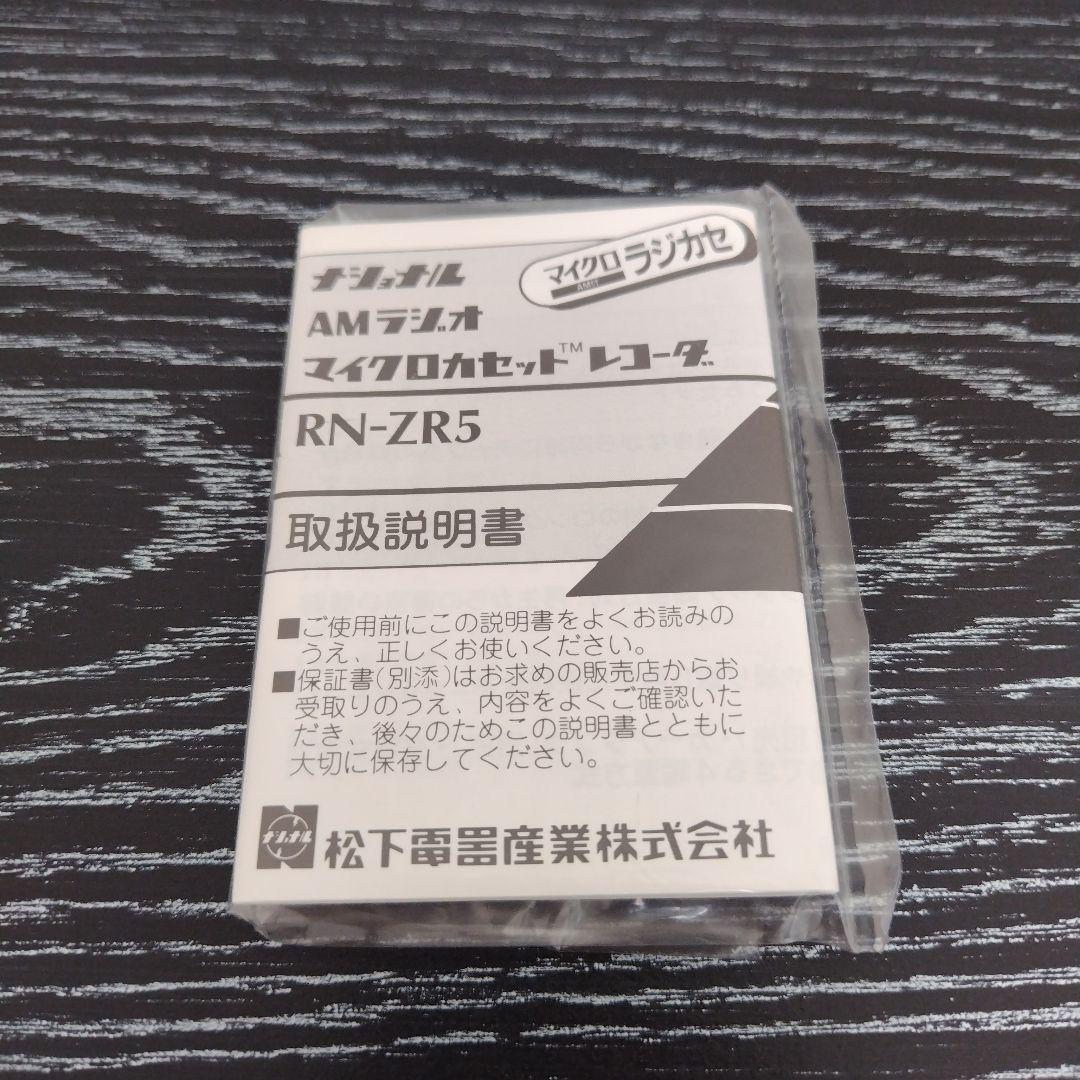 ナショナル
マイクロ ラジカセ
AMラジオ
マイクロカセット™レコーダ
RN-ZR5
取扱説明書
■ご使用前にこの説明書をよくお読みの
うえ、正しくお使いください。
■保証書(別添)はお求めの販売店からお
受取りのうえ、内容をよくご確認いた
だき、後々のためこの説明書とともに
大切に保存してください。
ナショナル 松下電器産業株式会社